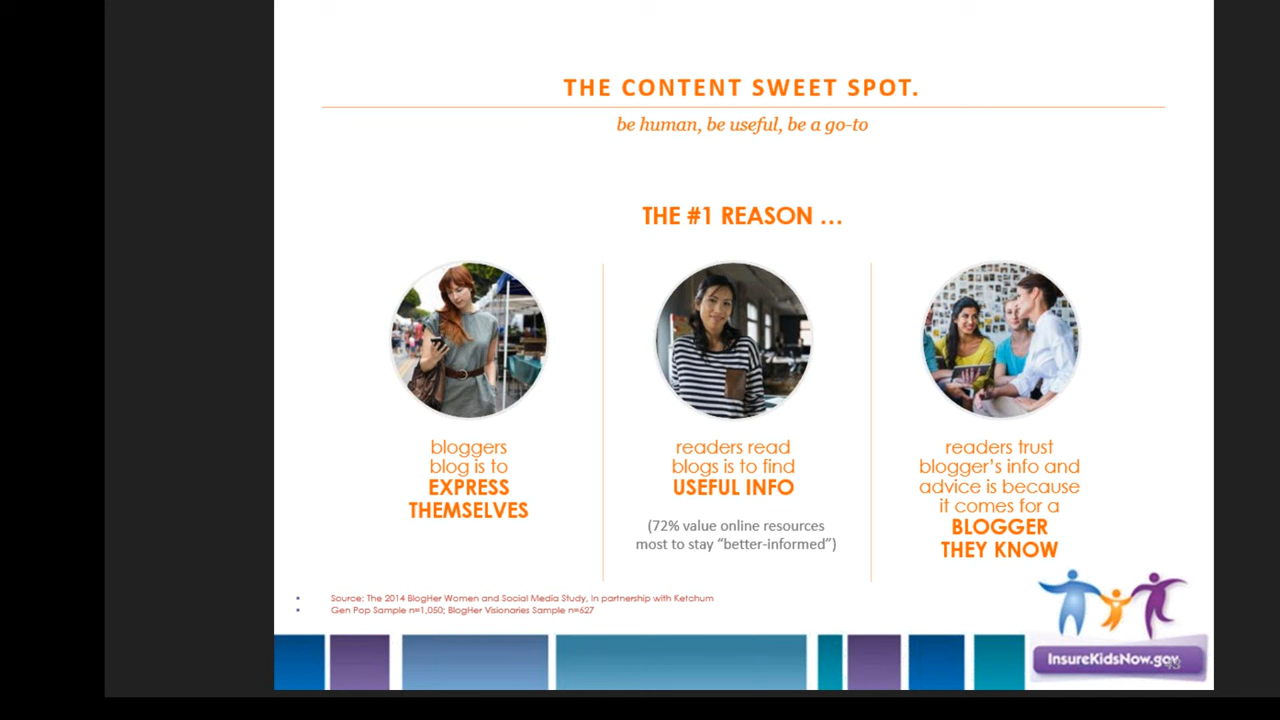 THE CONTENT SWEET SPOT.
be human, be useful, be a go-to
THE #1 REASON ...
bloggers
blog is to
EXPRESS
THEMSELVES
readers read
blogs is to find
USEFUL INFO
(72% value online resources
most to stay “better-informed”)
readers trust
blogger’s info and
advice is because
it comes for a
BLOGGER
THEY KNOW
Source: The 2014 BlogHer Women and Social Media Study, In partnership with Ketchum
Gen Pop Sample n=1,050; BlogHer Visionaries Sample n=627
InsureKidsNow.gov